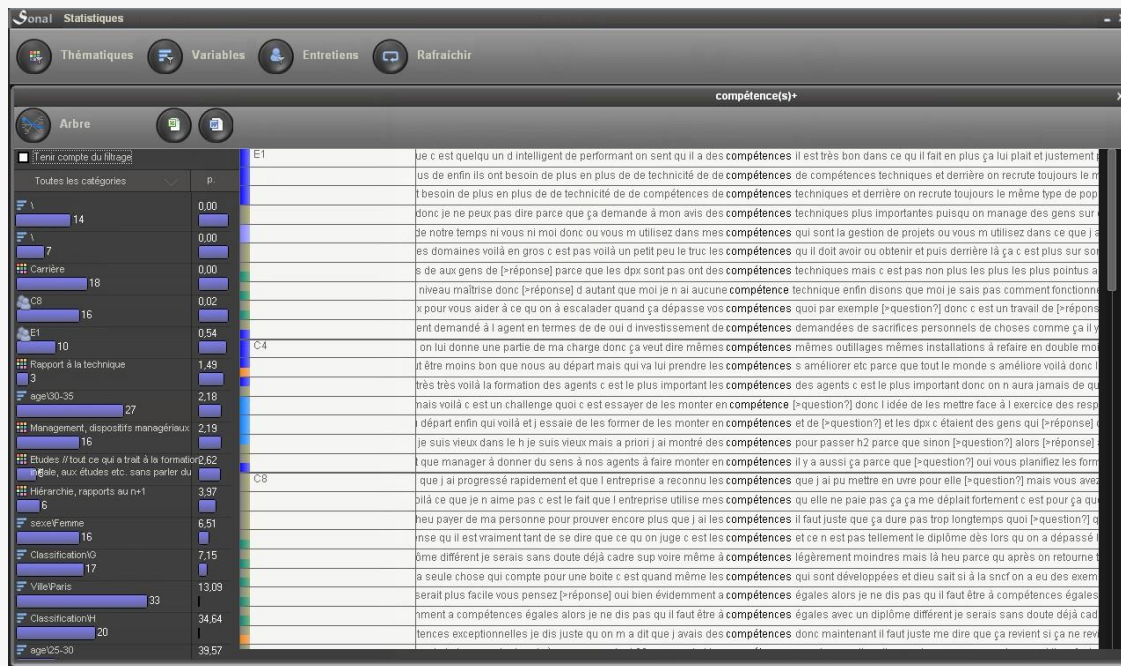 Sonal Statistiques
Thématiques Variables Entretiens Rafraîchir
compétence(s)+
Arbre
Tenir compte du filtrage
Toutes les catégories p.
\ 0,00
14
\ 0,00
7
Carrière 0,00
18
C8 0,02
16
E1 0,54
10
Rapport à la technique 1,49
3
age\30-35 2,18
27
Management, dispositifs managériaux 2,19
16
Etudes // tout ce qui a trait à la formation 2,62
aux études etc. sans parler du
Hiérarchie, rapports au n+1 3,97
6
sexe\Femme 6,51
16
Classification\G 7,15
17
Ville\Paris 13,09
33
Classification\H 34,64
20
age\25-30 39,57
E1 ue c est quelqu un d intelligent de performant on sent qu il a des compétences il est très bon dans ce qu il fait en plus ça lui plait et justement
us de enfin ils ont besoin de plus en plus de de technicité de de compétences de compétences techniques et derrière on recrute toujours le m
t besoin de plus en plus de de technicité de de compétences de compétences techniques et derrière on recrute toujours le même type de pop
donc je ne peux pas dire parce que ça demande à mon avis des compétences techniques plus importantes puisqu on manage des gens sur
de notre temps ni vous ni moi donc ou vous m utilisez dans mes compétences qui sont la gestion de projets ou vous m utilisez dans ce que j a
es domaines voilà en gros c est pas voilà un petit peu le truc les compétences qu il doit avoir ou obtenir et puis derrière là ça c est plus sur son
s de aux gens de [>réponse] parce que les dpx sont pas ont des compétences techniques mais c est pas non plus les plus les plus pointus a
niveau maîtrise donc [>réponse] d autant que moi je n ai aucune compétence technique enfin disons que moi je sais pas comment fonctionne
x pour vous aider à ce qu on à escalader quand ça dépasse vos compétences quoi par exemple [>question?] donc c est un travail de [>répons
ent demandé à l agent en termes de de oui d investissement de compétences demandées de sacrifices personnels de choses comme ça il y
C4 on lui donne une partie de ma charge donc ça veut dire mêmes compétences mêmes outillages mêmes installations à refaire en double moi
ut être moins bon que nous au départ mais qui va lui prendre les compétences s améliorer etc parce que tout le monde s améliore voilà donc l
très très voilà la formation des agents c est le plus important les compétences des agents c est le plus important donc on n aura jamais de qu
mais voilà c est un challenge quoi c est essayer de les monter en compétence [>question?] donc l idée de les mettre face à l exercice des resp
départ enfin qui voilà et j essaie de les former de les monter en compétences et de [>question?] et les dpx c étaient des gens qui [>réponse]
je suis vieux dans le h je suis vieux mais a priori j ai montré des compétences pour passer h2 parce que sinon [>question?] alors [>réponse]
t que manager à donner du sens à nos agents à faire monter en compétences il y a aussi ça parce que [>question?] oui vous planifiez les form
C8 que j ai progressé rapidement et que l entreprise a reconnu les compétences que j ai pu mettre en uvre pour elle [>question?] mais vous avez
oilà ce que je n aime pas c est le fait que l entreprise utilise mes compétences qu elle ne paie pas ça ça me déplait fortement c est pour ça que
heu payer de ma personne pour prouver encore plus que j ai les compétences il faut juste que ça dure pas trop longtemps quoi [>question?] q
nse qu il est vraiment tant de se dire que ce qu on juge c est les compétences et ce n est pas tellement le diplôme dès lors qu on a dépassé l
ôme différent je serais sans doute déjà cadre sup voire même à compétences légèrement moindres mais là heu parce qu après on retourne t
a seule chose qui compte pour une boite c est quand même les compétences qui sont développées et dieu sait si à la sncf on a eu des exem
serait plus facile vous pensez [>réponse] oui bien évidemment a compétences égales alors je ne dis pas qu il faut être à compétences égales
nment a compétences égales alors je ne dis pas qu il faut être à compétences égales avec un diplôme différent je serais sans doute déjà cad
tences exceptionnelles je dis juste qu on m a dit que j avais des compétences donc maintenant il faut juste me dire que ça revient si ça ne revi